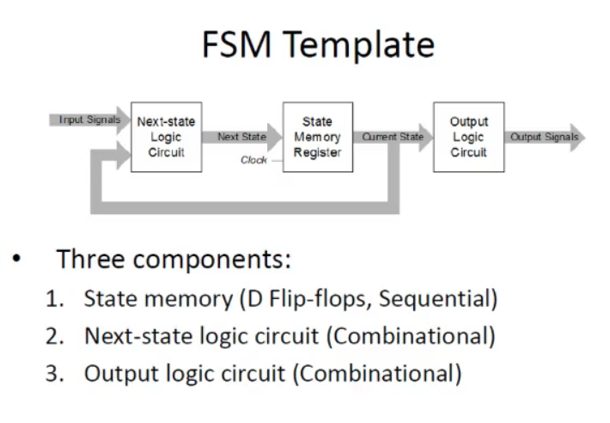 FSM Template
Input Signals
Next-state
Logic
Circuit
Next State
Clock
State
Memory
Register
Current State
Output
Logic
Circuit
Output Signals
• Three components:
1. State memory (D Flip-flops, Sequential)
2. Next-state logic circuit (Combinational)
3. Output logic circuit (Combinational)